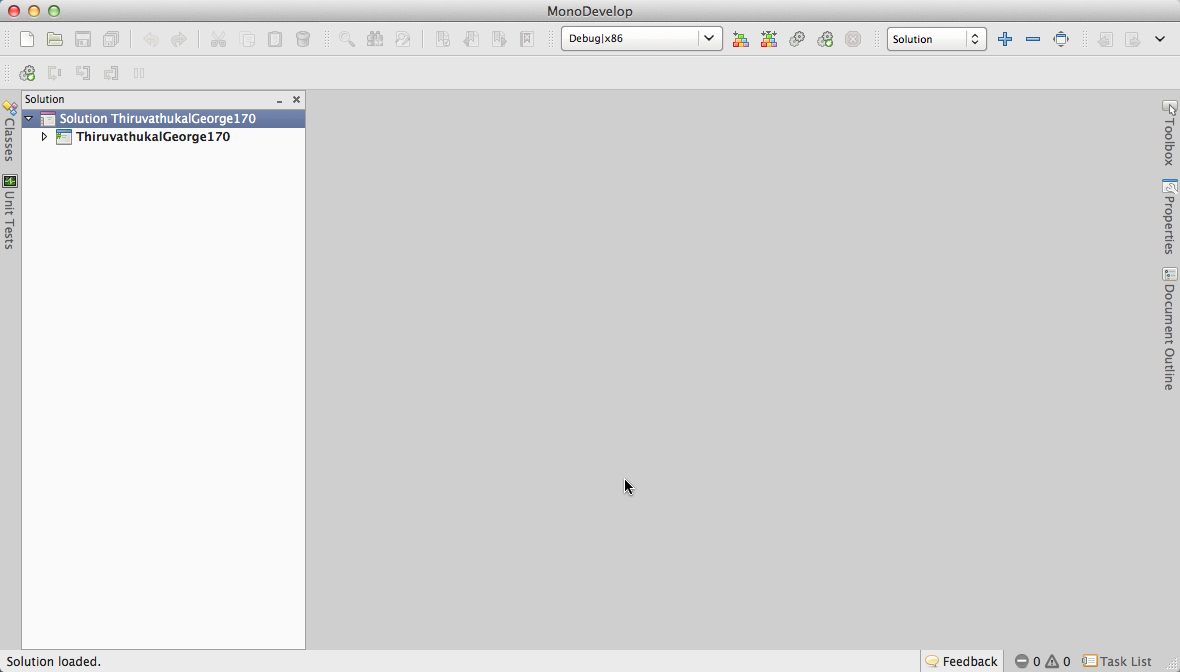 MonoDevelop
Debug|x86
Solution
Solution
Solution ThiruvathukalGeorge170
ThiruvathukalGeorge170
Classes
Unit Tests
Toolbox
Properties
Document Outline
Solution loaded.
Feedback 0 0 Task List